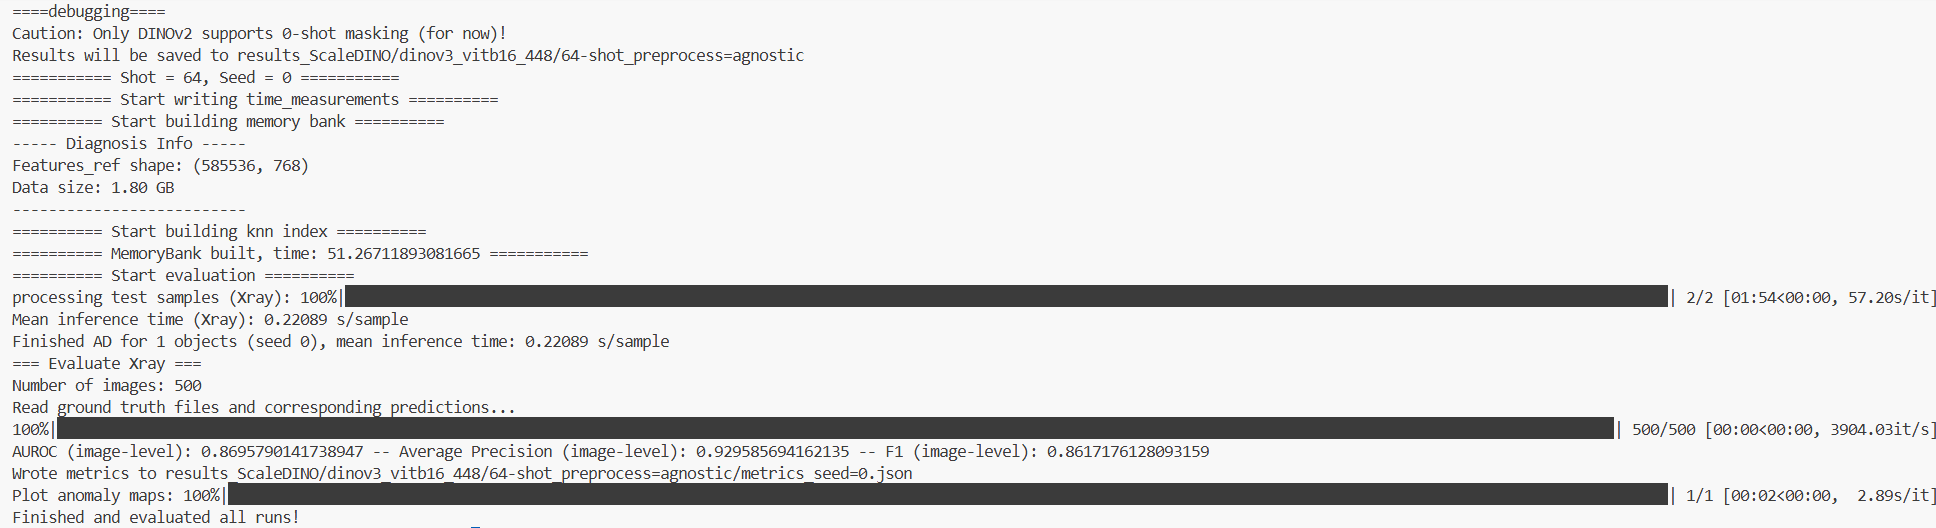 ====debugging====
Caution: Only DINOv2 supports 0-shot masking (for now)!
Results will be saved to results_ScaleDINO/dinov3_vitb16_448/64-shot_preprocess=agnostic
=========== Shot = 64, Seed = 0 ===========
=========== Start writing time_measurements ==========
========== Start building memory bank ==========
----- Diagnosis Info -----
Features_ref shape: (585536, 768)
Data size: 1.80 GB
--------------------------
========== Start building knn index ==========
========== MemoryBank built, time: 51.26711893081665 ===========
========== Start evaluation ==========
processing test samples (Xray): 100%|██████████| 2/2 [01:54<00:00, 57.20s/it]
Mean inference time (Xray): 0.22089 s/sample
Finished AD for 1 objects (seed 0), mean inference time: 0.22089 s/sample
=== Evaluate Xray ===
Number of images: 500
Read ground truth files and corresponding predictions...
100%|██████████| 500/500 [00:00<00:00, 3904.03it/s]
AUROC (image-level): 0.8695790141738947 -- Average Precision (image-level): 0.929585694162135 -- F1 (image-level): 0.8617176128093159
Wrote metrics to results_ScaleDINO/dinov3_vitb16_448/64-shot_preprocess=agnostic/metrics_seed=0.json
Plot anomaly maps: 100%|██████████| 1/1 [00:02<00:00,  2.89s/it]
Finished and evaluated all runs!